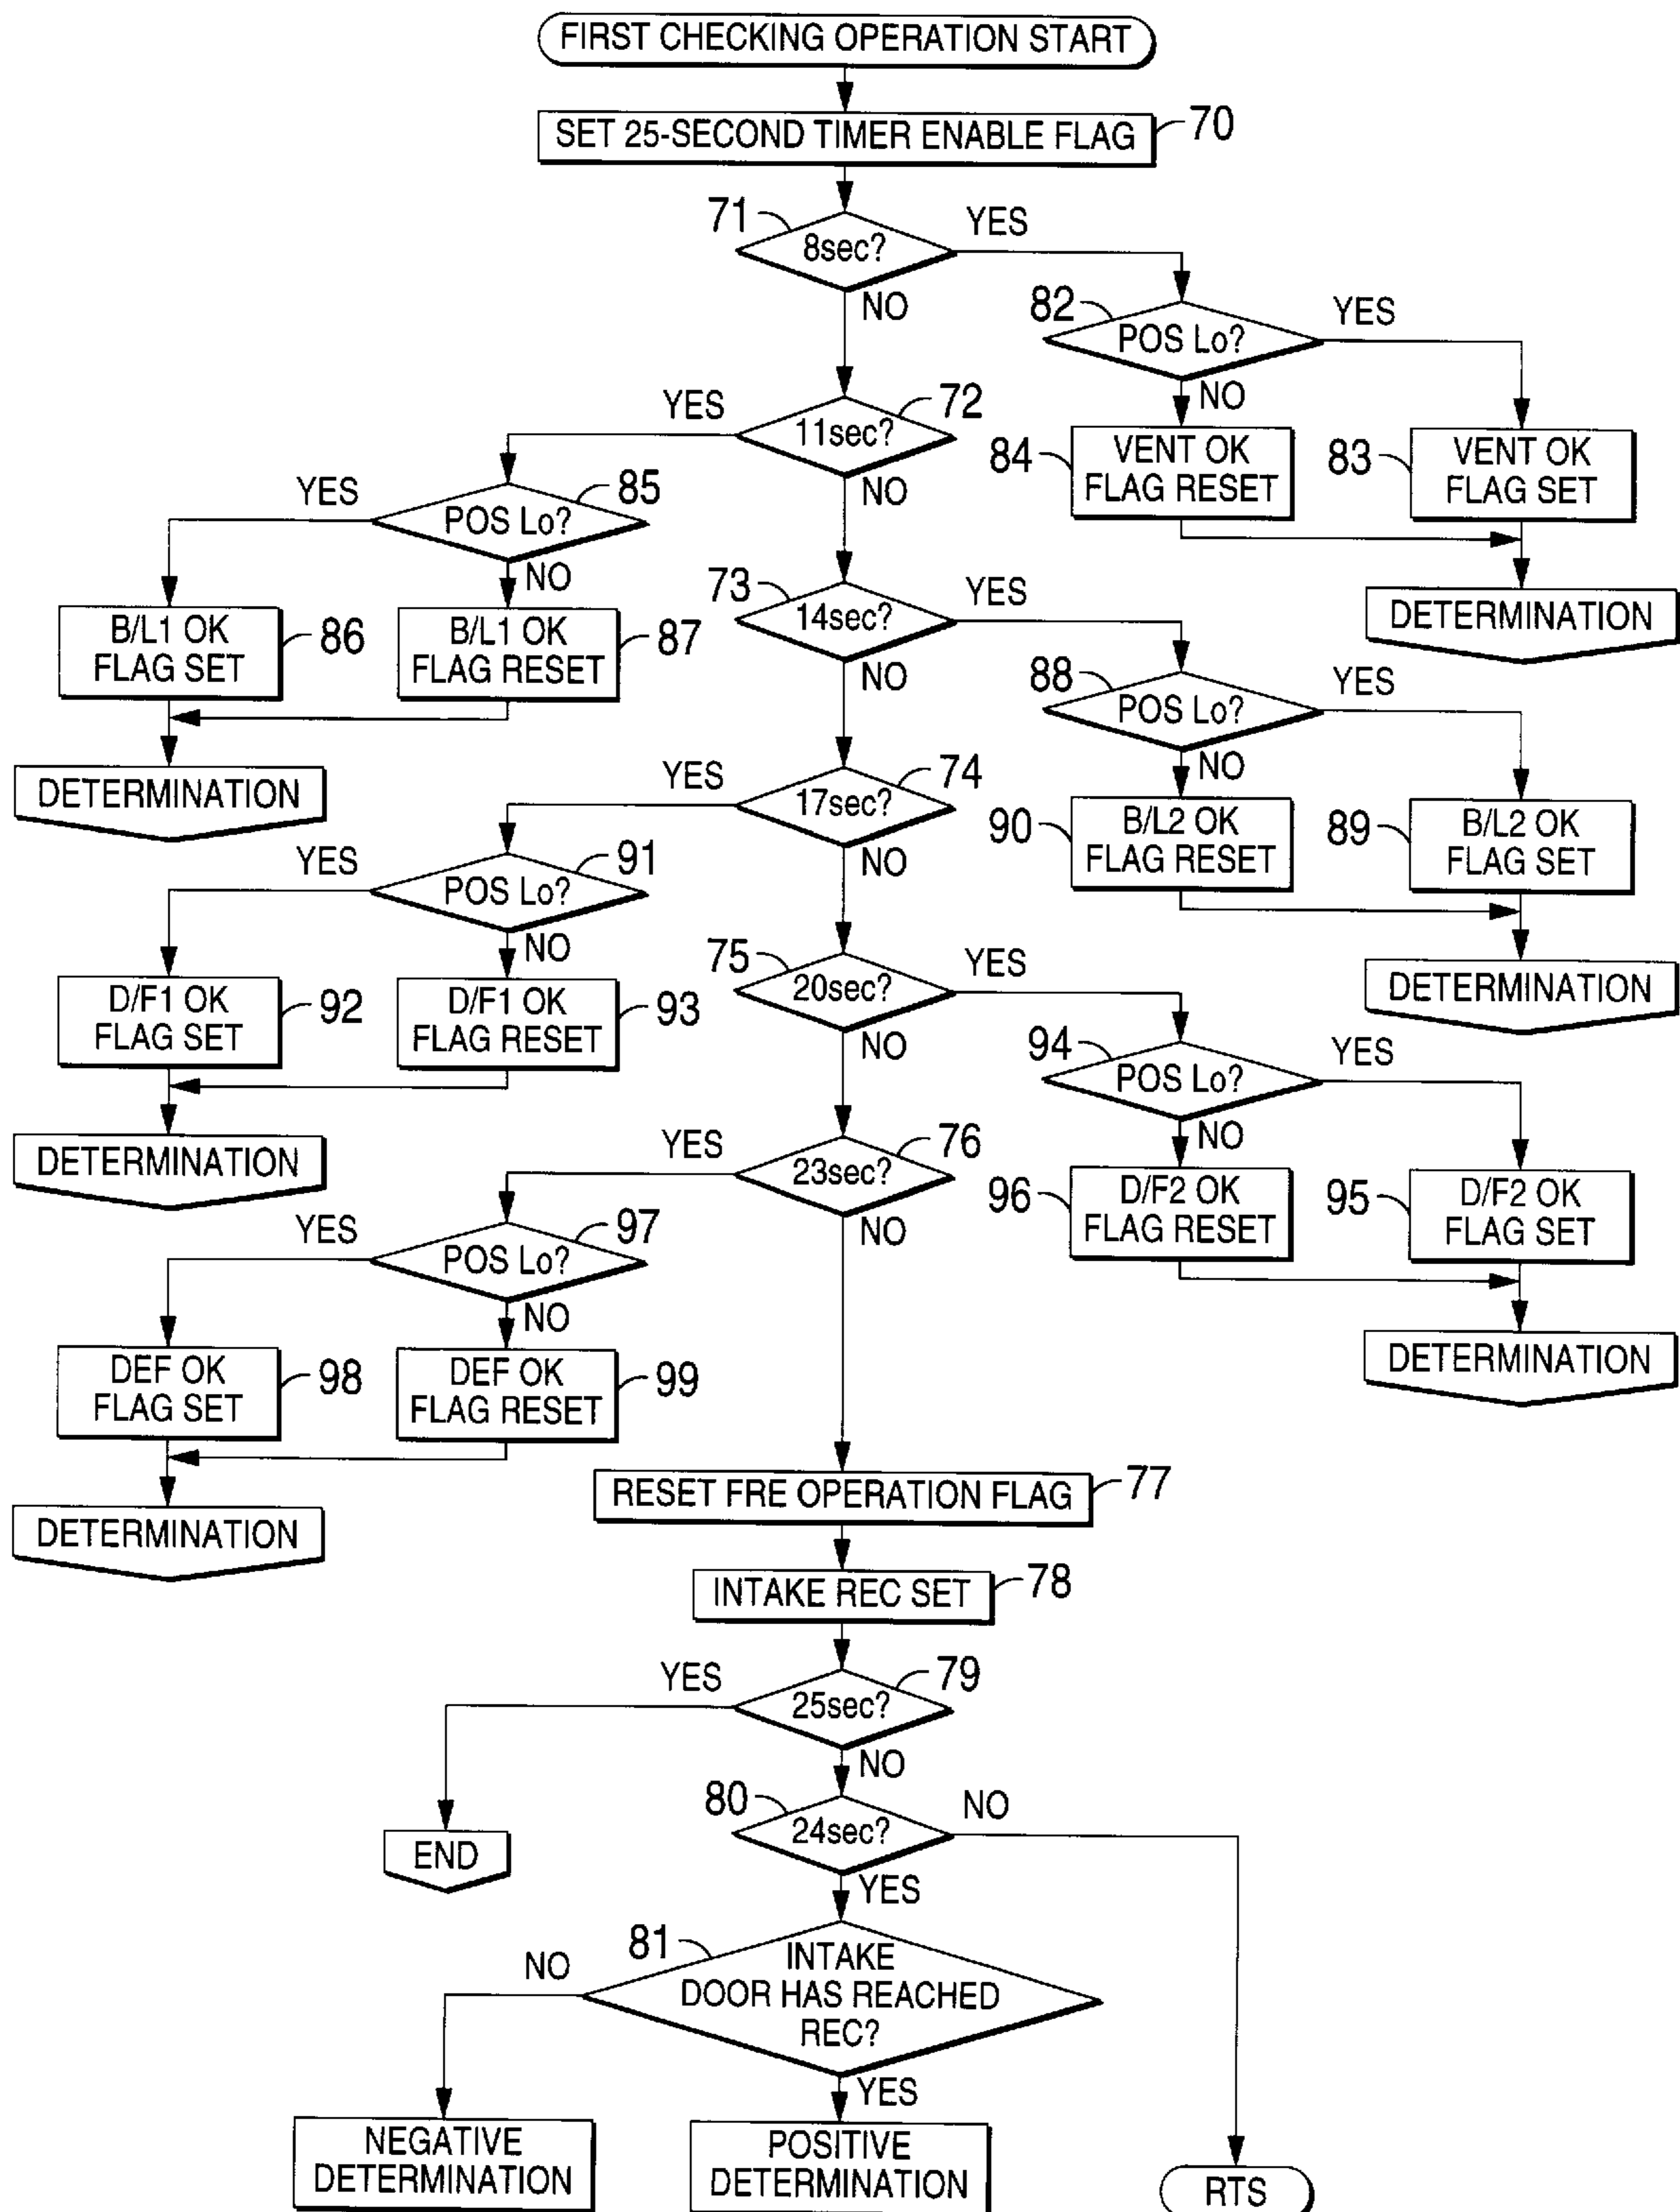 FIRST CHECKING OPERATION START
SET 25-SECOND TIMER ENABLE FLAG
70
71
8sec?
YES
NO
82
POS Lo?
YES
NO
84
VENT OK
FLAG RESET
83
VENT OK
FLAG SET
DETERMINATION
72
11sec?
YES
NO
85
POS Lo?
YES
NO
B/L1 OK
FLAG SET
86
B/L1 OK
FLAG RESET
87
DETERMINATION
73
14sec?
YES
NO
88
POS Lo?
YES
NO
90
B/L2 OK
FLAG RESET
89
B/L2 OK
FLAG SET
DETERMINATION
74
17sec?
YES
NO
91
POS Lo?
YES
NO
D/F1 OK
FLAG SET
92
D/F1 OK
FLAG RESET
93
DETERMINATION
75
20sec?
YES
NO
94
POS Lo?
YES
NO
96
D/F2 OK
FLAG RESET
95
D/F2 OK
FLAG SET
DETERMINATION
76
23sec?
YES
NO
97
POS Lo?
YES
NO
DEF OK
FLAG SET
98
DEF OK
FLAG RESET
99
DETERMINATION
RESET FRE OPERATION FLAG
77
INTAKE REC SET
78
79
25sec?
YES
NO
END
80
24sec?
NO
YES
81
INTAKE
DOOR HAS REACHED
REC?
NO
YES
NEGATIVE
DETERMINATION
POSITIVE
DETERMINATION
RTS